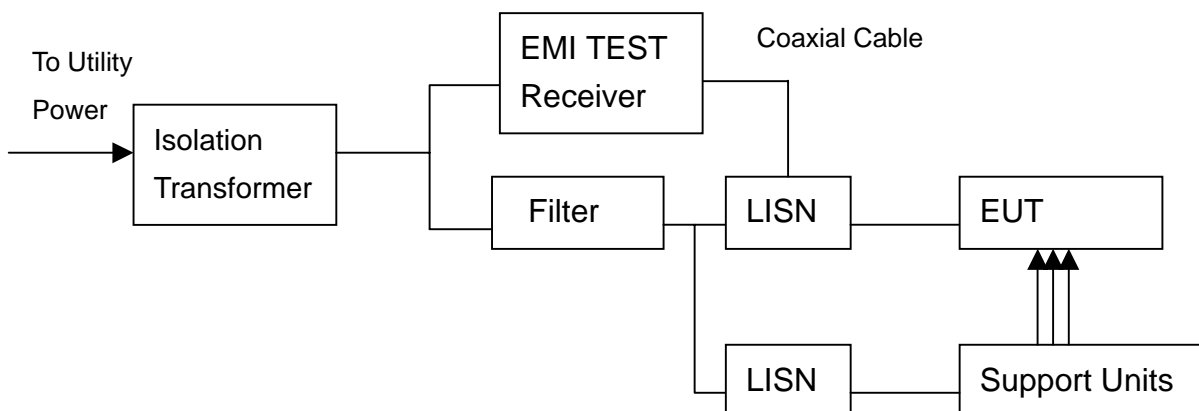 To Utility
Power
Isolation
Transformer
EMI TEST
Receiver
Coaxial Cable
Filter
LISN
EUT
LISN
Support Units